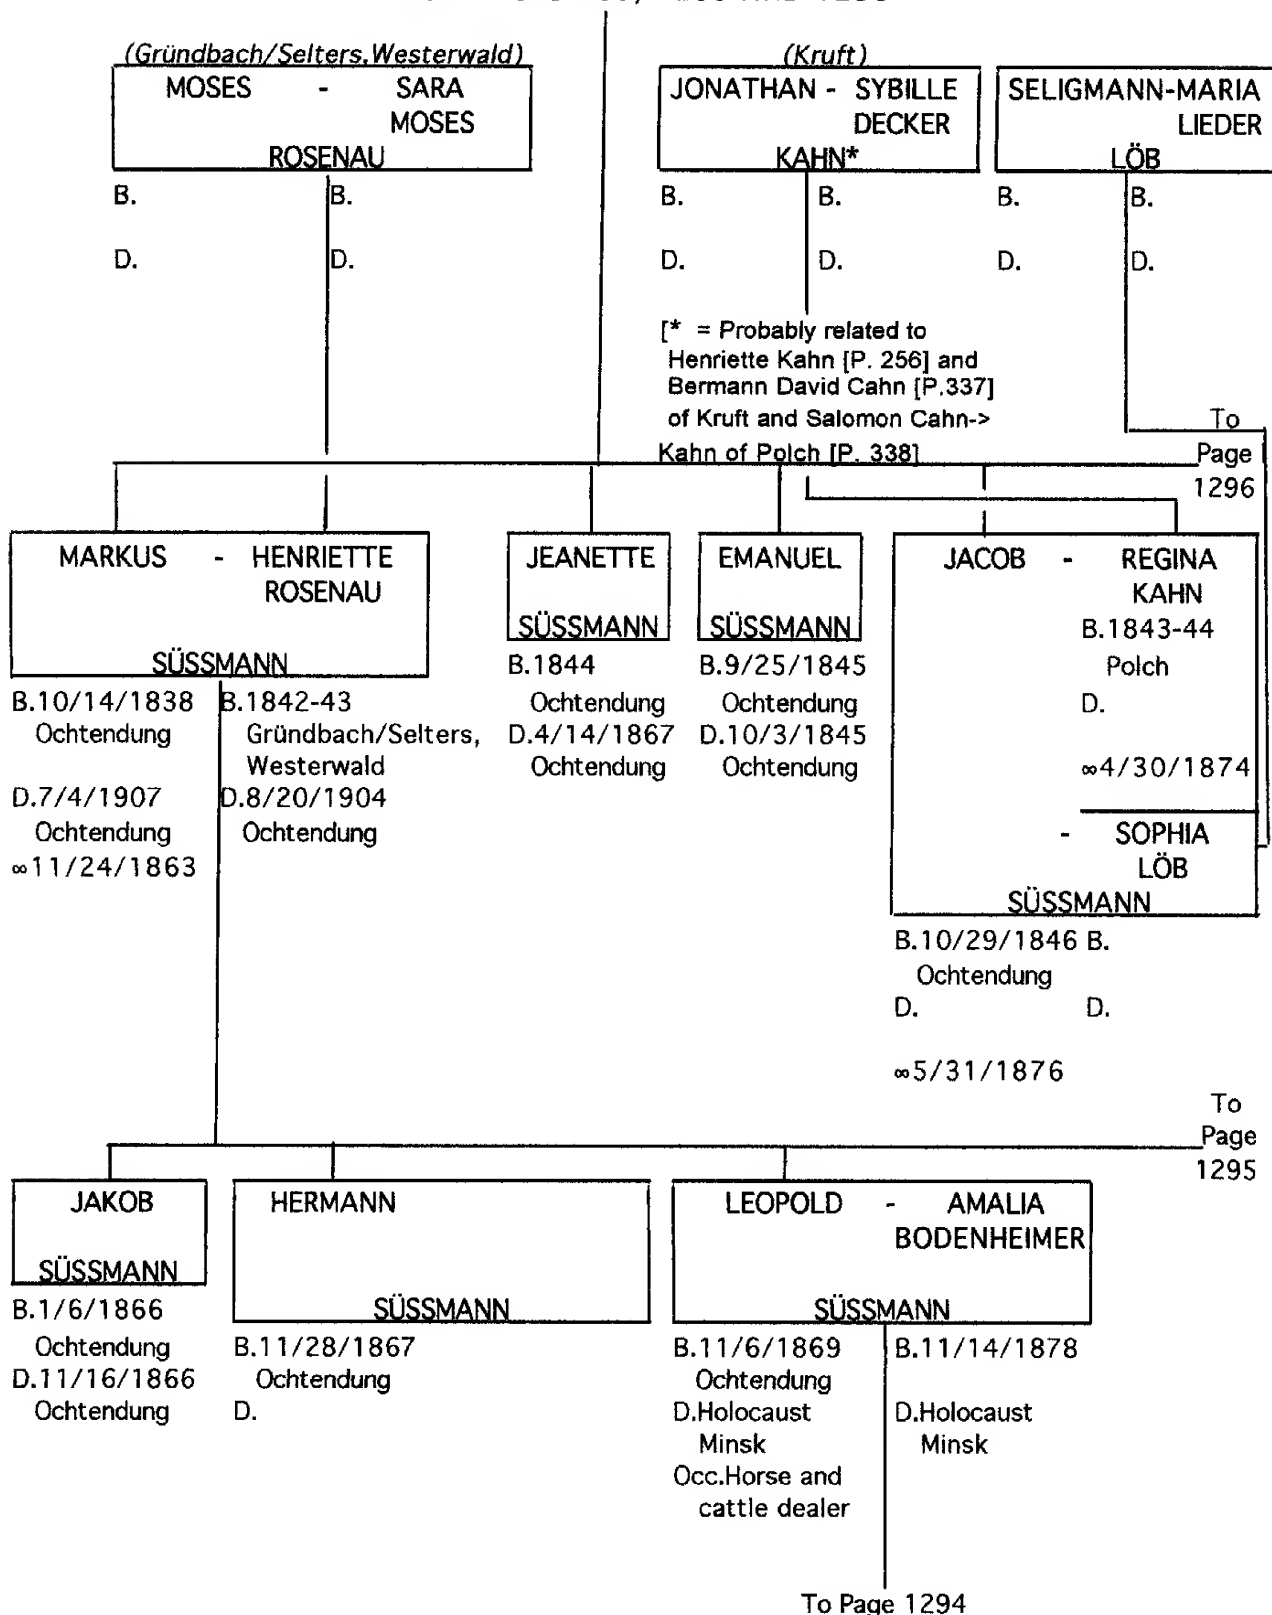 (Gründbach/Selters,Westerwald)
MOSES - SARA
MOSES
ROSENAU
B. B.
D. D.
(Kruft)
JONATHAN - SYBILLE
DECKER
KAHN*
B. B.
D. D.
SELIGMANN-MARIA
LIEDER
LÖB
B. B.
D. D.
[* = Probably related to
Henriette Kahn [P. 256] and
Bermann David Cahn [P.337]
of Kruft and Salomon Cahn->
Kahn of Polch [P. 338]
To
Page
1296
MARKUS - HENRIETTE
ROSENAU
SÜSSMANN
B.10/14/1838 B.1842-43
Ochtendung Gründbach/Selters,
Westerwald
D.7/4/1907 D.8/20/1904
Ochtendung Ochtendung
∞11/24/1863
JEANETTE
SÜSSMANN
B.1844
Ochtendung
D.4/14/1867
Ochtendung
EMANUEL
SÜSSMANN
B.9/25/1845
Ochtendung
D.10/3/1845
Ochtendung
JACOB - REGINA
KAHN
B.1843-44
Polch
D.
∞4/30/1874
- SOPHIA
LÖB
SÜSSMANN
B.10/29/1846 B.
Ochtendung
D. D.
∞5/31/1876
To
Page
1295
JAKOB
SÜSSMANN
B.1/6/1866
Ochtendung
D.11/16/1866
Ochtendung
HERMANN
SÜSSMANN
B.11/28/1867
Ochtendung
D.
LEOPOLD - AMALIA
BODENHEIMER
SÜSSMANN
B.11/6/1869 B.11/14/1878
Ochtendung
D.Holocaust D.Holocaust
Minsk Minsk
Occ.Horse and
cattle dealer
To Page 1294